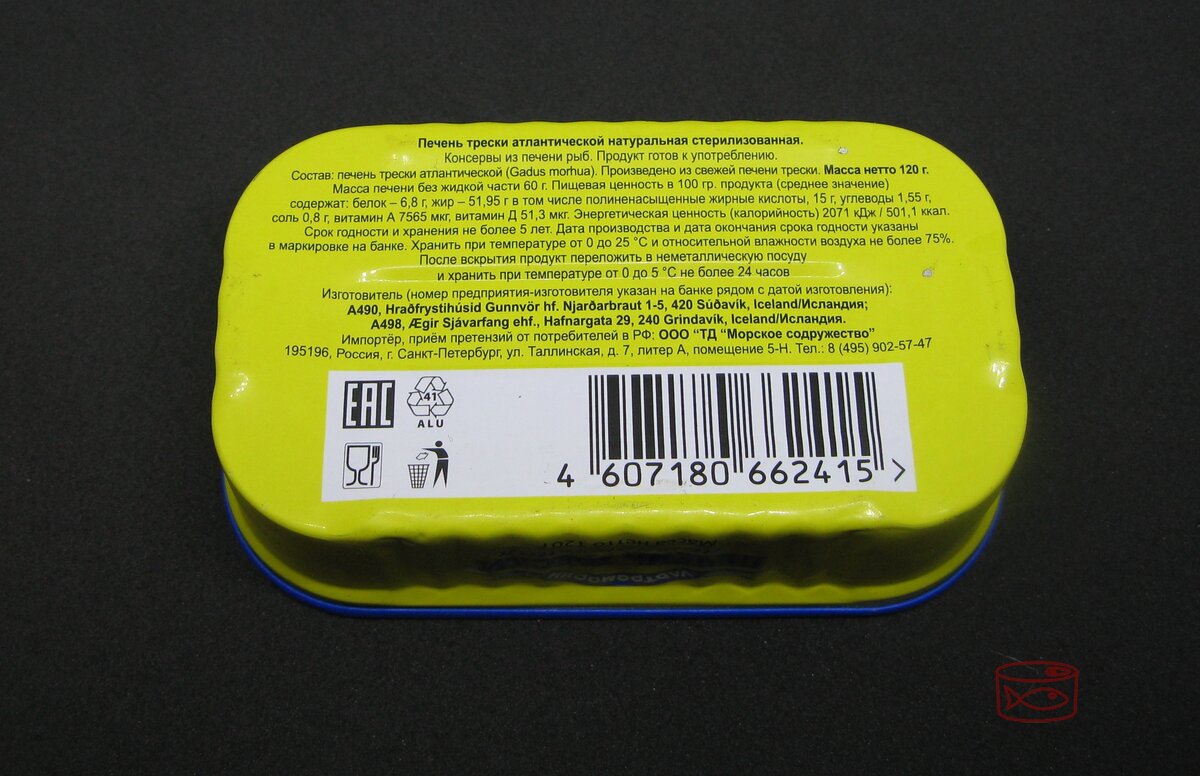 Печень трески атлантической натуральная стерилизованная.
Консервы из печени рыб. Продукт готов к употреблению.
Состав: печень трески атлантической (Gadus morhua). Произведено из свежей печени трески. Масса нетто 120 г.
Масса печени без жидкой части 60 г. Пищевая ценность в 100 гр. продукта (среднее значение)
содержат: белок – 6,8 г, жир – 51,95 г в том числе полиненасыщенные жирные кислоты, 15 г, углеводы 1,55 г,
соль 0,8 г, витамин А 7565 мкг, витамин Д 51,3 мкг. Энергетическая ценность (калорийность) 2071 кДж / 501,1 ккал.
Срок годности и хранения не более 5 лет. Дата производства и дата окончания срока годности указаны
в маркировке на банке. Хранить при температуре от 0 до 25 °С и относительной влажности воздуха не более 75%.
После вскрытия продукт переложить в неметаллическую посуду
и хранить при температуре от 0 до 5 °С не более 24 часов
Изготовитель (номер предприятия-изготовителя указан на банке рядом с датой изготовления):
A490, Hraðfrystihúsid Gunnvör hf. Njarðarbraut 1-5, 420 Súðavík, Iceland/Исландия;
A498, Ægir Sjávarfang ehf., Hafnargata 29, 240 Grindavík, Iceland/Исландия.
Импортёр, приём претензий от потребителей в РФ: ООО “ТД “Морское содружество”
195196, Россия, г. Санкт-Петербург, ул. Таллинская, д. 7, литер А, помещение 5-Н. Тел.: 8 (495) 902-57-47
EAC
41
ALU
4 607180 662415 >
Масса нетто 120 г